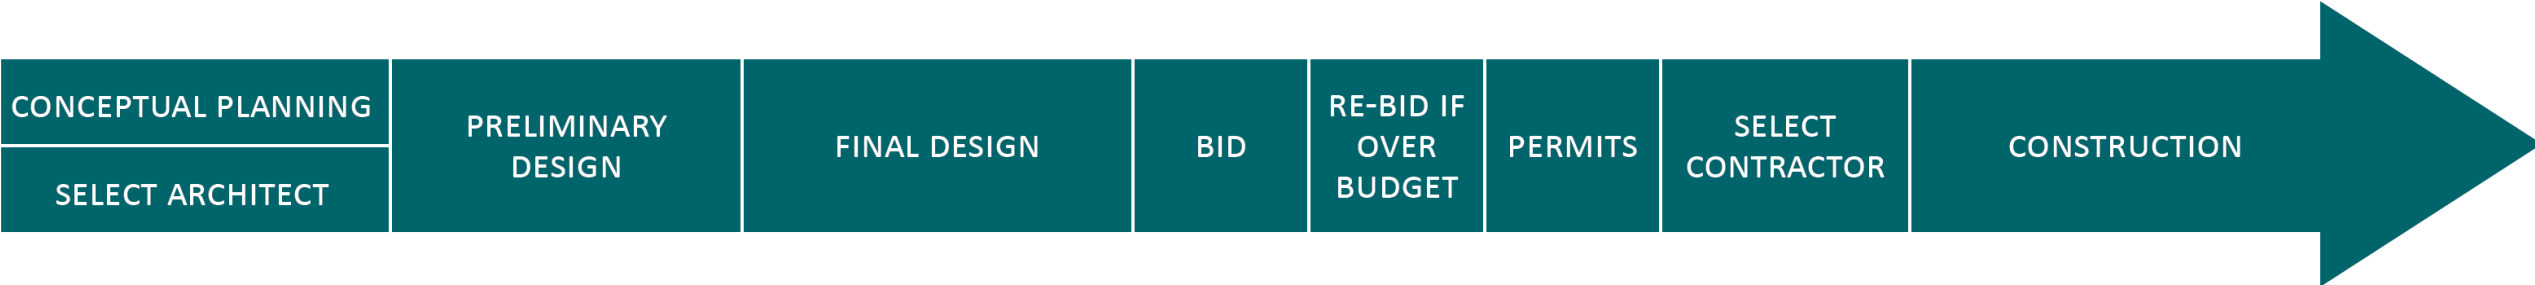 CONCEPTUAL PLANNING
SELECT ARCHITECT
PRELIMINARY
DESIGN
FINAL DESIGN
BID
RE-BID IF
OVER
BUDGET
PERMITS
SELECT
CONTRACTOR
CONSTRUCTION